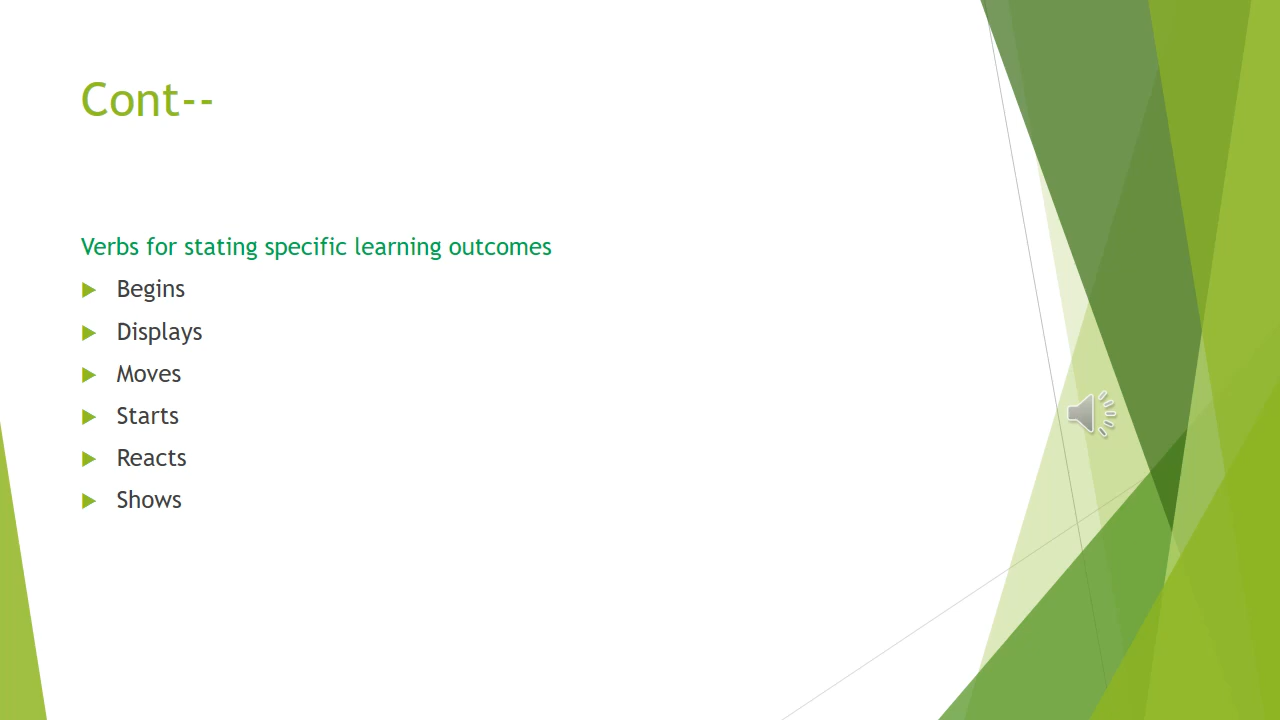 Cont--
Verbs for stating specific learning outcomes
Begins
Displays
Moves
Starts
Reacts
Shows